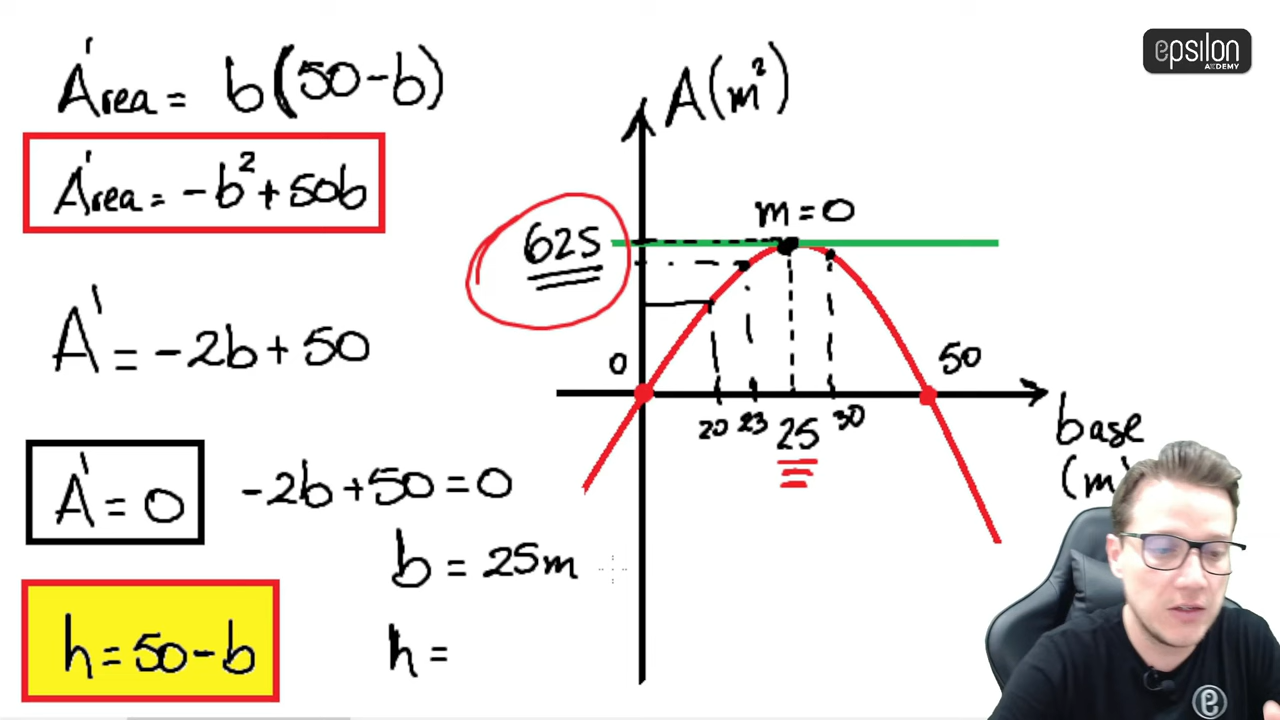 Área = b(50-b)
Área = -b²+50b
A' = -2b+50
A' = 0
-2b+50=0
b = 25m
h=50-b
h =
epsilon
ACADEMY
A(m²)
m=0
625
0
50
20 23 25 30
base
(m)